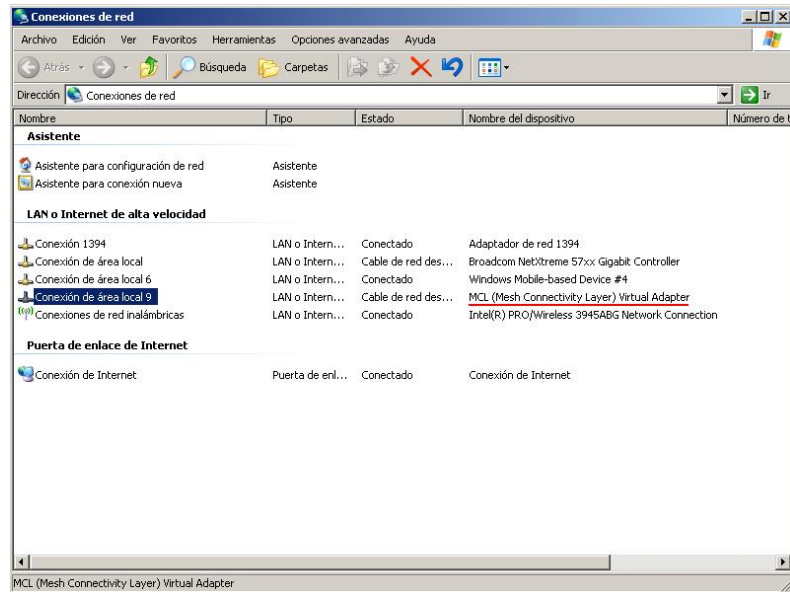 Conexiones de red
Archivo Edición Ver Favoritos Herramientas Opciones avanzadas Ayuda
Atrás Búsqueda Carpetas
Dirección Conexiones de red Ir
Nombre Tipo Estado Nombre del dispositivo Número de t
Asistente
Asistente para configuración de red Asistente
Asistente para conexión nueva Asistente
LAN o Internet de alta velocidad
Conexión 1394 LAN o Intern... Conectado Adaptador de red 1394
Conexión de área local LAN o Intern... Cable de red des... Broadcom NetXtreme 57xx Gigabit Controller
Conexión de área local 6 LAN o Intern... Conectado Windows Mobile-based Device #4
Conexión de área local 9 LAN o Intern... Cable de red des... MCL (Mesh Connectivity Layer) Virtual Adapter
Conexiones de red inalámbricas LAN o Intern... Conectado Intel(R) PRO/Wireless 3945ABG Network Connection
Puerta de enlace de Internet
Conexión de Internet Puerta de enl... Conectado Conexión de Internet
MCL (Mesh Connectivity Layer) Virtual Adapter